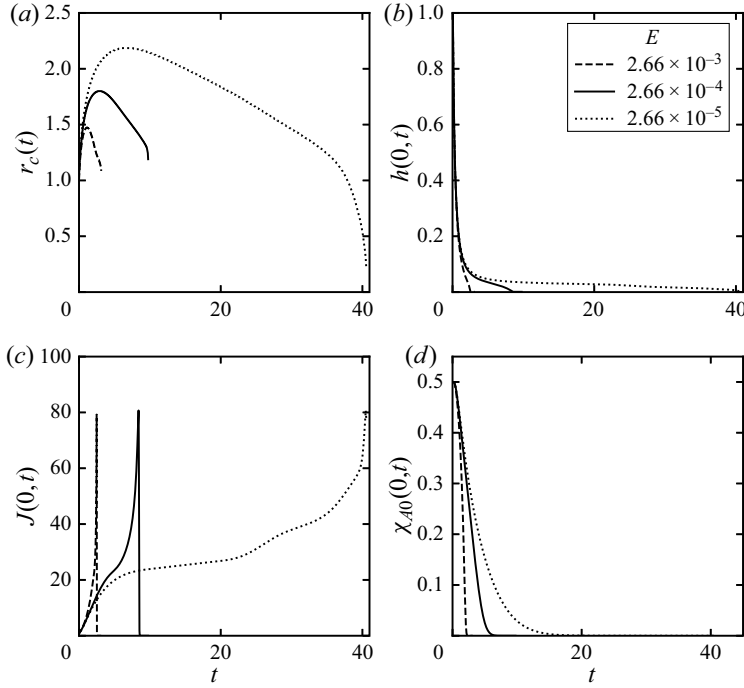 (a)
2.5
2.0
1.5
1.0
0.5
r_c(t)
0
20
40
(b)
1.0
0.8
0.6
0.4
0.2
h(0,t)
0
20
40
E
2.66 × 10⁻³
2.66 × 10⁻⁴
2.66 × 10⁻⁵
(c)
100
80
60
40
20
J(0,t)
0
20
40
t
(d)
0.5
0.4
0.3
0.2
0.1
χ_A0(0,t)
0
20
40
t